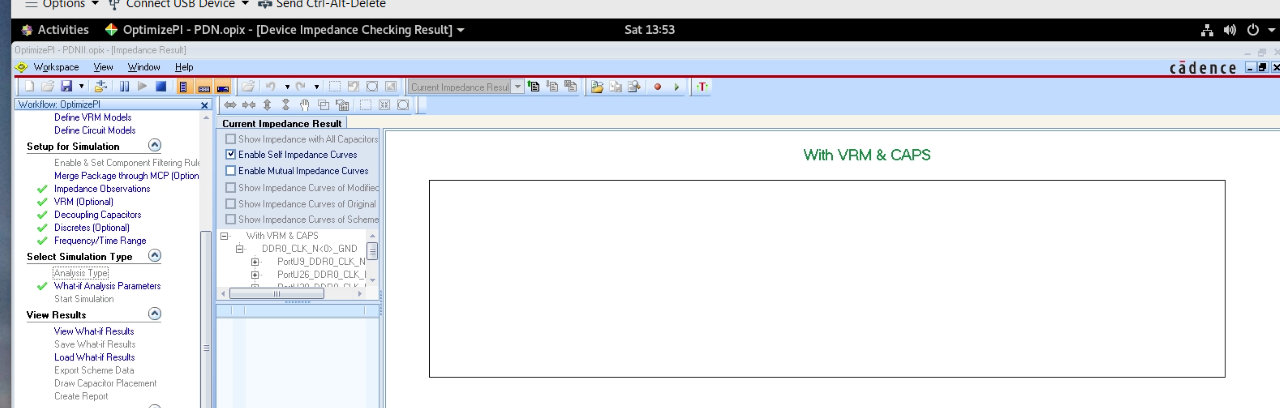 Options Connect USB Device Send Ctrl-Alt-Delete
Activities OptimizePI - PDN.opix - [Device Impedance Checking Result] Sat 13:53
OptimizePI - PDNII.opix - [Impedance Result]
Workspace View Window Help
cādence
Current Impedance Resul
Workflow: OptimizePI
Define VRM Models
Define Circuit Models
Setup for Simulation
Enable & Set Component Filtering Rule
Merge Package through MCP (Option
Impedance Observations
VRM (Optional)
Decoupling Capacitors
Discretes (Optional)
Frequency/Time Range
Select Simulation Type
Analysis Type
What-if Analysis Parameters
Start Simulation
View Results
View What-if Results
Save What-if Results
Load What-if Results
Export Scheme Data
Draw Capacitor Placement
Create Report
Current Impedance Result
Show Impedance with All Capacitors
Enable Self Impedance Curves
Enable Mutual Impedance Curves
Show Impedance Curves of Modified
Show Impedance Curves of Original
Show Impedance Curves of Scheme
With VRM & CAPS
DDR0_CLK_N<0>_GND
PortU9_DDR0_CLK_N
PortU26_DDR0_CLK_
With VRM & CAPS